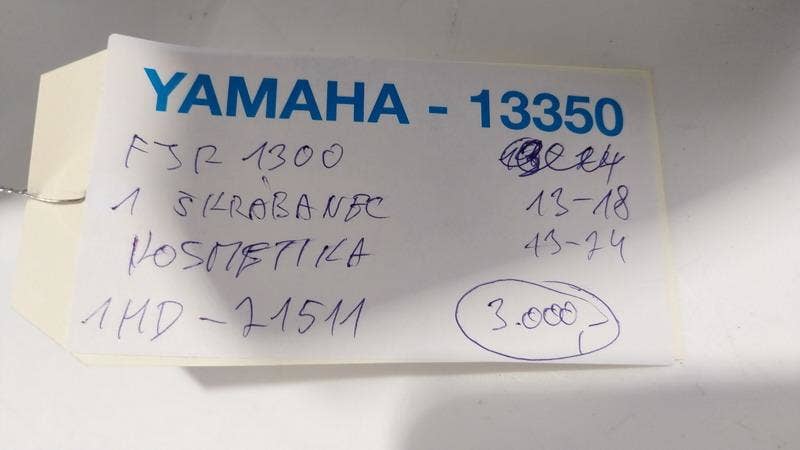 YAMAHA - 13350
FJR 1300
1 ŠKRÁBANEC 13-18
KOSMETIKA 13-24
1MD-21511 3.000,-